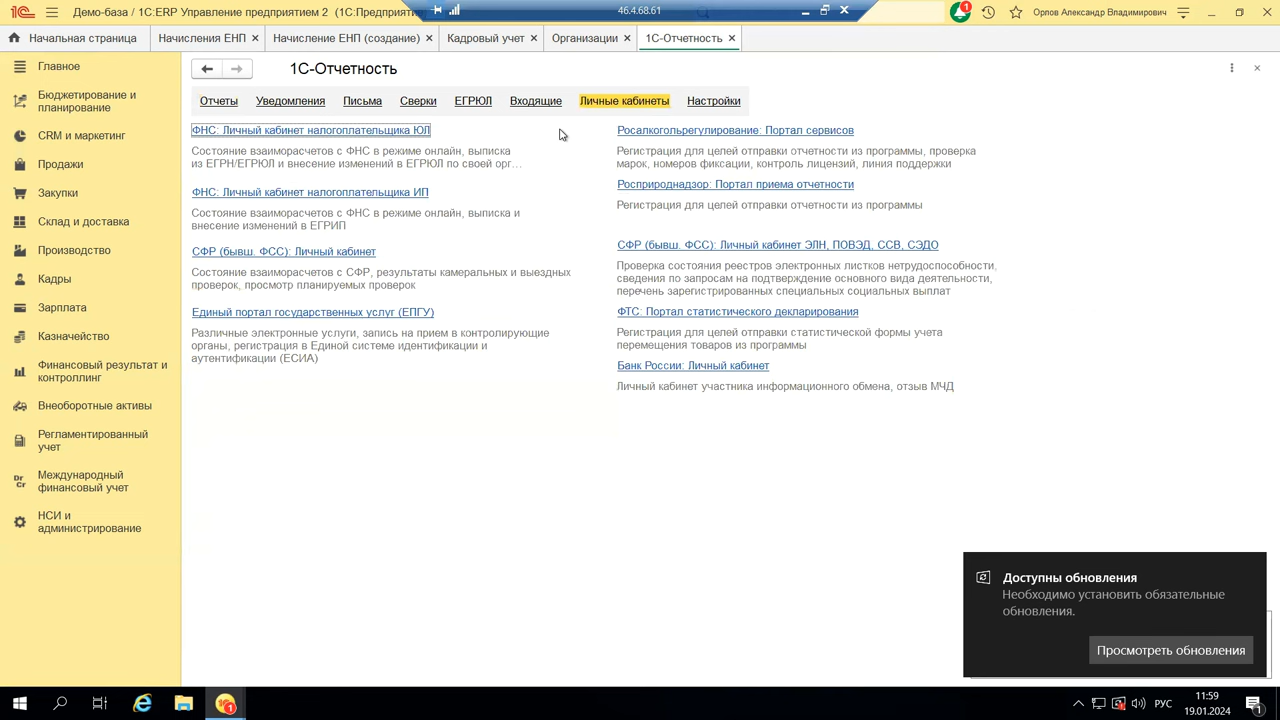 Демо-база / 1С:ERP Управление предприятием 2 (1С:Предприятие
46.4.68.61
1
Орлов Александр Владимирович
Начальная страница
Начисления ЕНП
Начисление ЕНП (создание)
Кадровый учет
Организации
1С-Отчетность
Главное
Бюджетирование и
планирование
CRM и маркетинг
Продажи
Закупки
Склад и доставка
Производство
Кадры
Зарплата
Казначейство
Финансовый результат и
контроллинг
Внеоборотные активы
Регламентированный
учет
Международный
финансовый учет
НСИ и
администрирование
1С-Отчетность
Отчеты
Уведомления
Письма
Сверки
ЕГРЮЛ
Входящие
Личные кабинеты
Настройки
ФНС: Личный кабинет налогоплательщика ЮЛ
Состояние взаиморасчетов с ФНС в режиме онлайн, выписка
из ЕГРН/ЕГРЮЛ и внесение изменений в ЕГРЮЛ по своей орг...
ФНС: Личный кабинет налогоплательщика ИП
Состояние взаиморасчетов с ФНС в режиме онлайн, выписка и
внесение изменений в ЕГРИП
СФР (бывш. ФСС): Личный кабинет
Состояние взаиморасчетов с СФР, результаты камеральных и выездных
проверок, просмотр планируемых проверок
Единый портал государственных услуг (ЕПГУ)
Различные электронные услуги, запись на прием в контролирующие
органы, регистрация в Единой системе идентификации и
аутентификации (ЕСИА)
Росалкогольрегулирование: Портал сервисов
Регистрация для целей отправки отчетности из программы, проверка
марок, номеров фиксации, контроль лицензий, линия поддержки
Росприроднадзор: Портал приема отчетности
Регистрация для целей отправки отчетности из программы
СФР (бывш. ФСС): Личный кабинет ЭЛН, ПОВЭД, ССВ, СЭДО
Проверка состояния реестров электронных листков нетрудоспособности,
сведения по запросам на подтверждение основного вида деятельности,
перечень зарегистрированных специальных социальных выплат
ФТС: Портал статистического декларирования
Регистрация для целей отправки статистической формы учета
перемещения товаров из программы
Банк России: Личный кабинет
Личный кабинет участника информационного обмена, отзыв МЧД
Доступны обновления
Необходимо установить обязательные
обновления.
Просмотреть обновления
1
РУС
11:59
19.01.2024
1